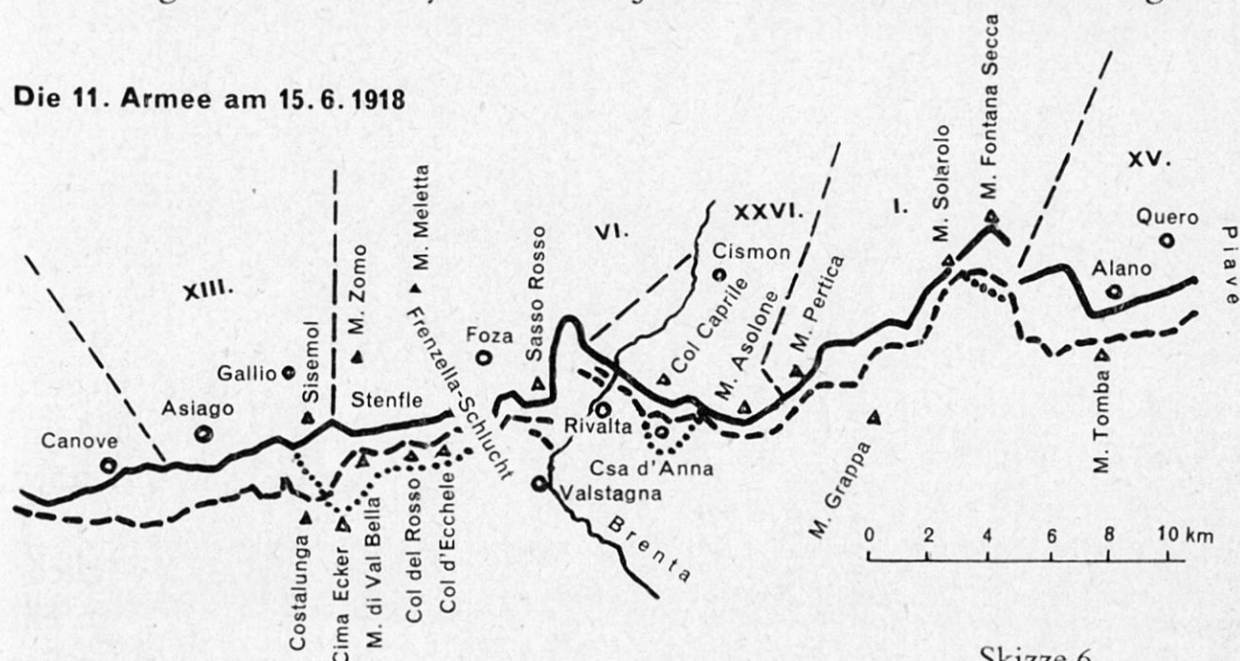 Die 11. Armee am 15. 6. 1918
XIII.
VI.
XXVI.
I.
XV.
Canove
Asiago
Gallio
Sisemol
M. Zomo
M. Meletta
Stenfle
Frenzella-Schlucht
Foza
Sasso Rosso
Cismon
Col Caprile
M. Asolone
M. Pertica
M. Solarolo
M. Fontana Secca
Quero
Alano
Piave
Rivalta
Csa d'Anna
Valstagna
Brenta
Costalunga
Cima Ecker
M. di Val Bella
Col del Rosso
Col d'Ecchele
M. Grappa
M. Tomba
0 2 4 6 8 10 km
Skizze 6